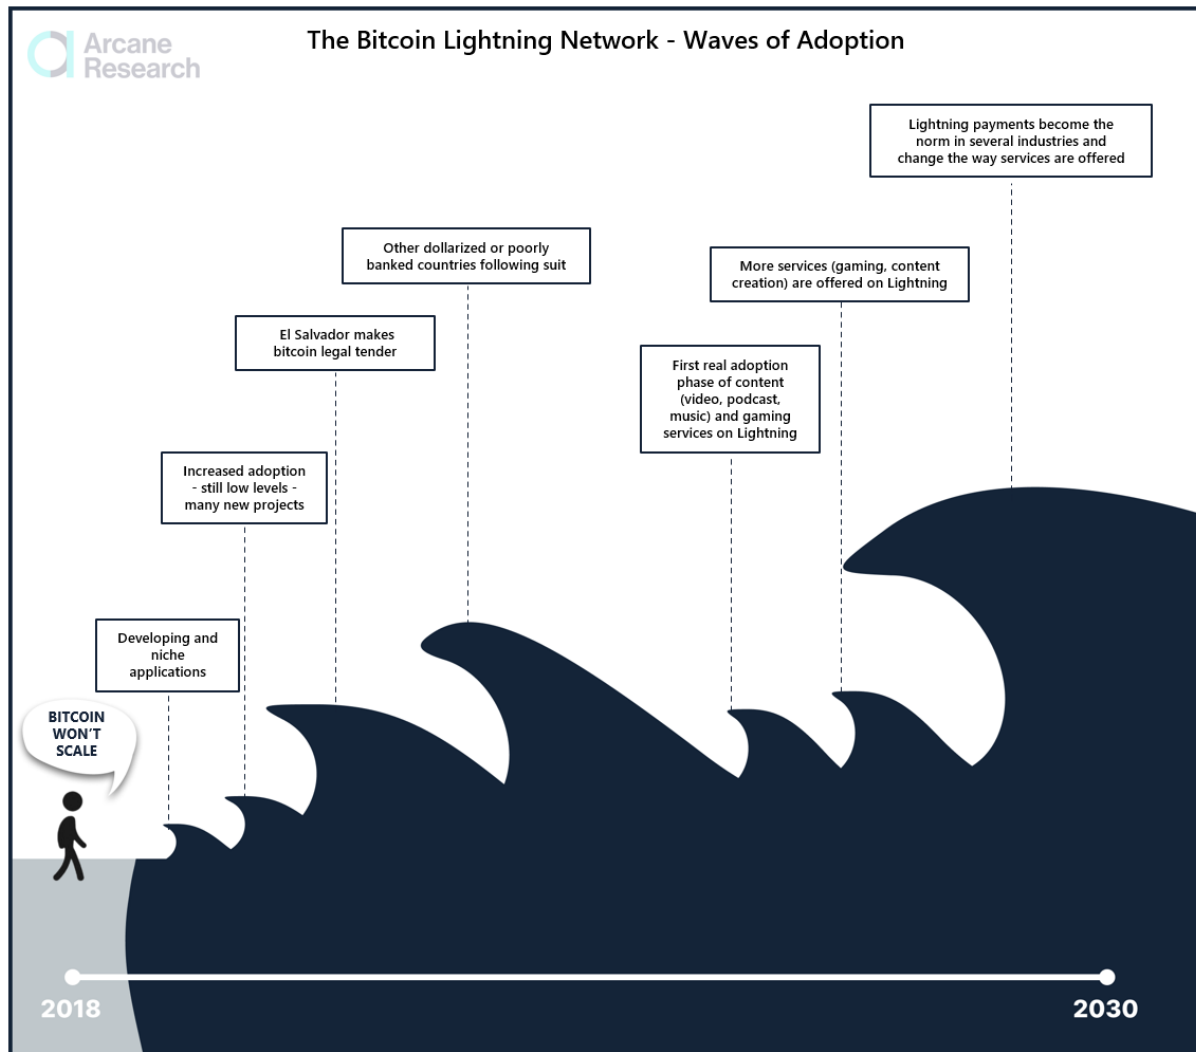 Arcane
Research
The Bitcoin Lightning Network - Waves of Adoption
Lightning payments become the
norm in several industries and
change the way services are offered
Other dollarized or poorly
banked countries following suit
More services (gaming, content
creation) are offered on Lightning
El Salvador makes
bitcoin legal tender
First real adoption
phase of content
(video, podcast,
music) and gaming
services on Lightning
Increased adoption
- still low levels -
many new projects
Developing and
niche
applications
BITCOIN
WON'T
SCALE
2018
2030